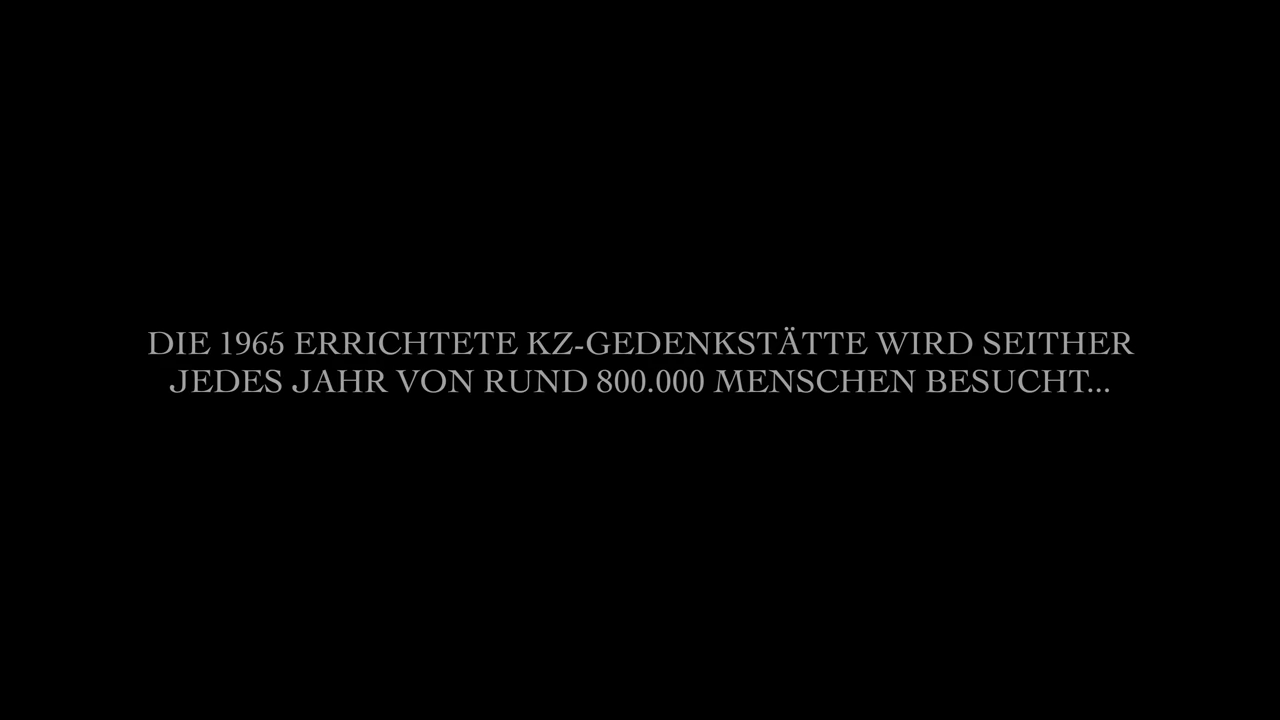 DIE 1965 ERRICHTETE KZ-GEDENKSTÄTTE WIRD SEITHER
JEDES JAHR VON RUND 800.000 MENSCHEN BESUCHT...